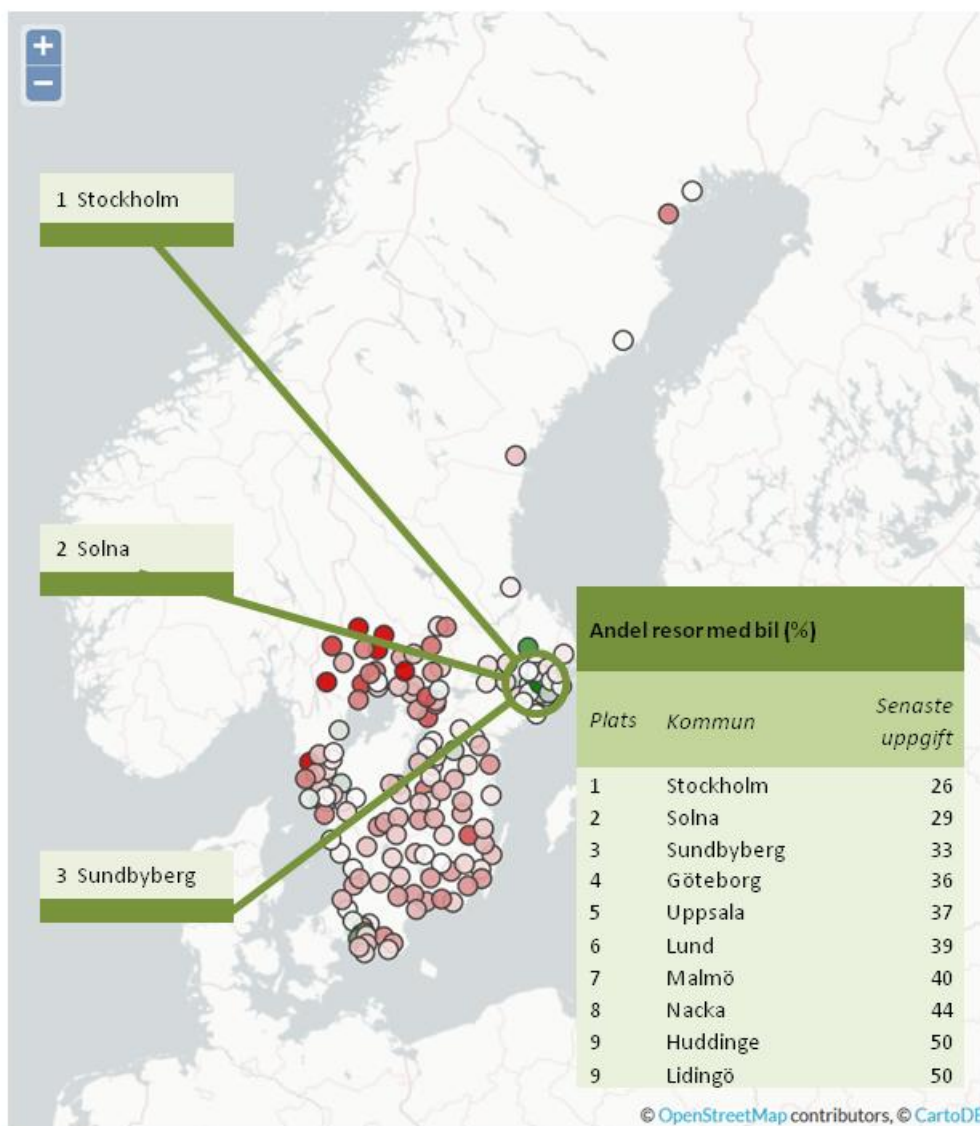 +
−
1 Stockholm
2 Solna
3 Sundbyberg
Andel resor med bil (%)
Plats Kommun Senaste uppgift
1 Stockholm 26
2 Solna 29
3 Sundbyberg 33
4 Göteborg 36
5 Uppsala 37
6 Lund 39
7 Malmö 40
8 Nacka 44
9 Huddinge 50
9 Lidingö 50
© OpenStreetMap contributors, © CartoDB